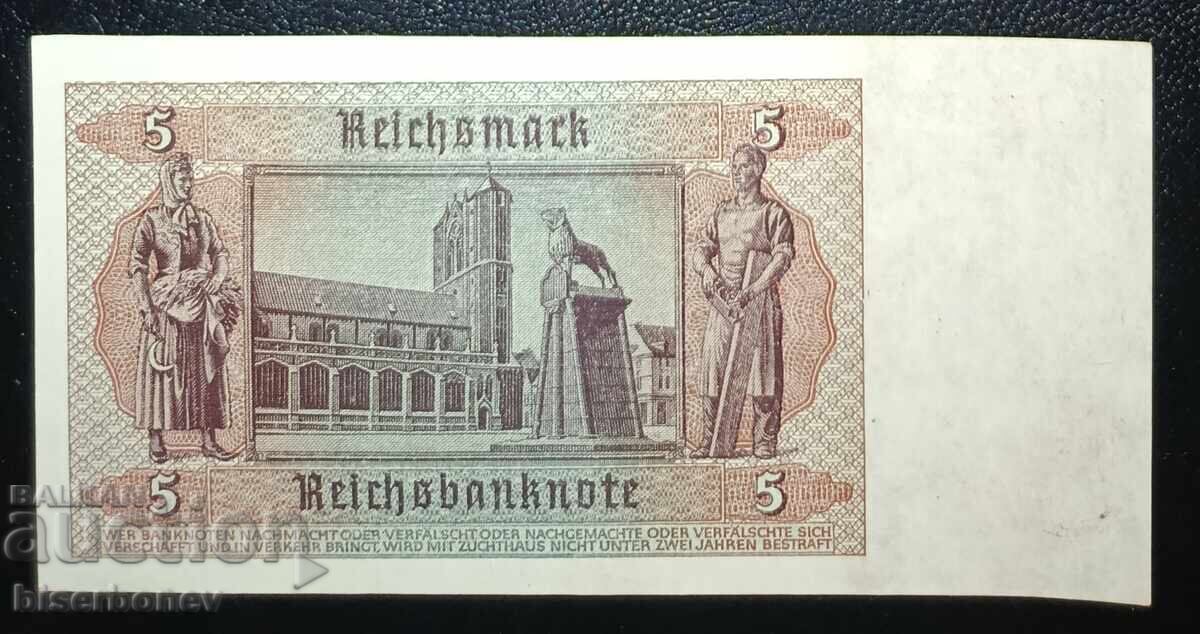 5 Reichsmark 5
5 Reichsbanknote 5
WER BANKNOTEN NACHMACHT ODER VERFÄLSCHT ODER NACHGEMACHTE ODER VERFÄLSCHTE SICH
VERSCHAFFT UND IN VERKEHR BRINGT, WIRD MIT ZUCHTHAUS NICHT UNTER ZWEI JAHREN BESTRAFT
BALKAN
auction
biserbonev